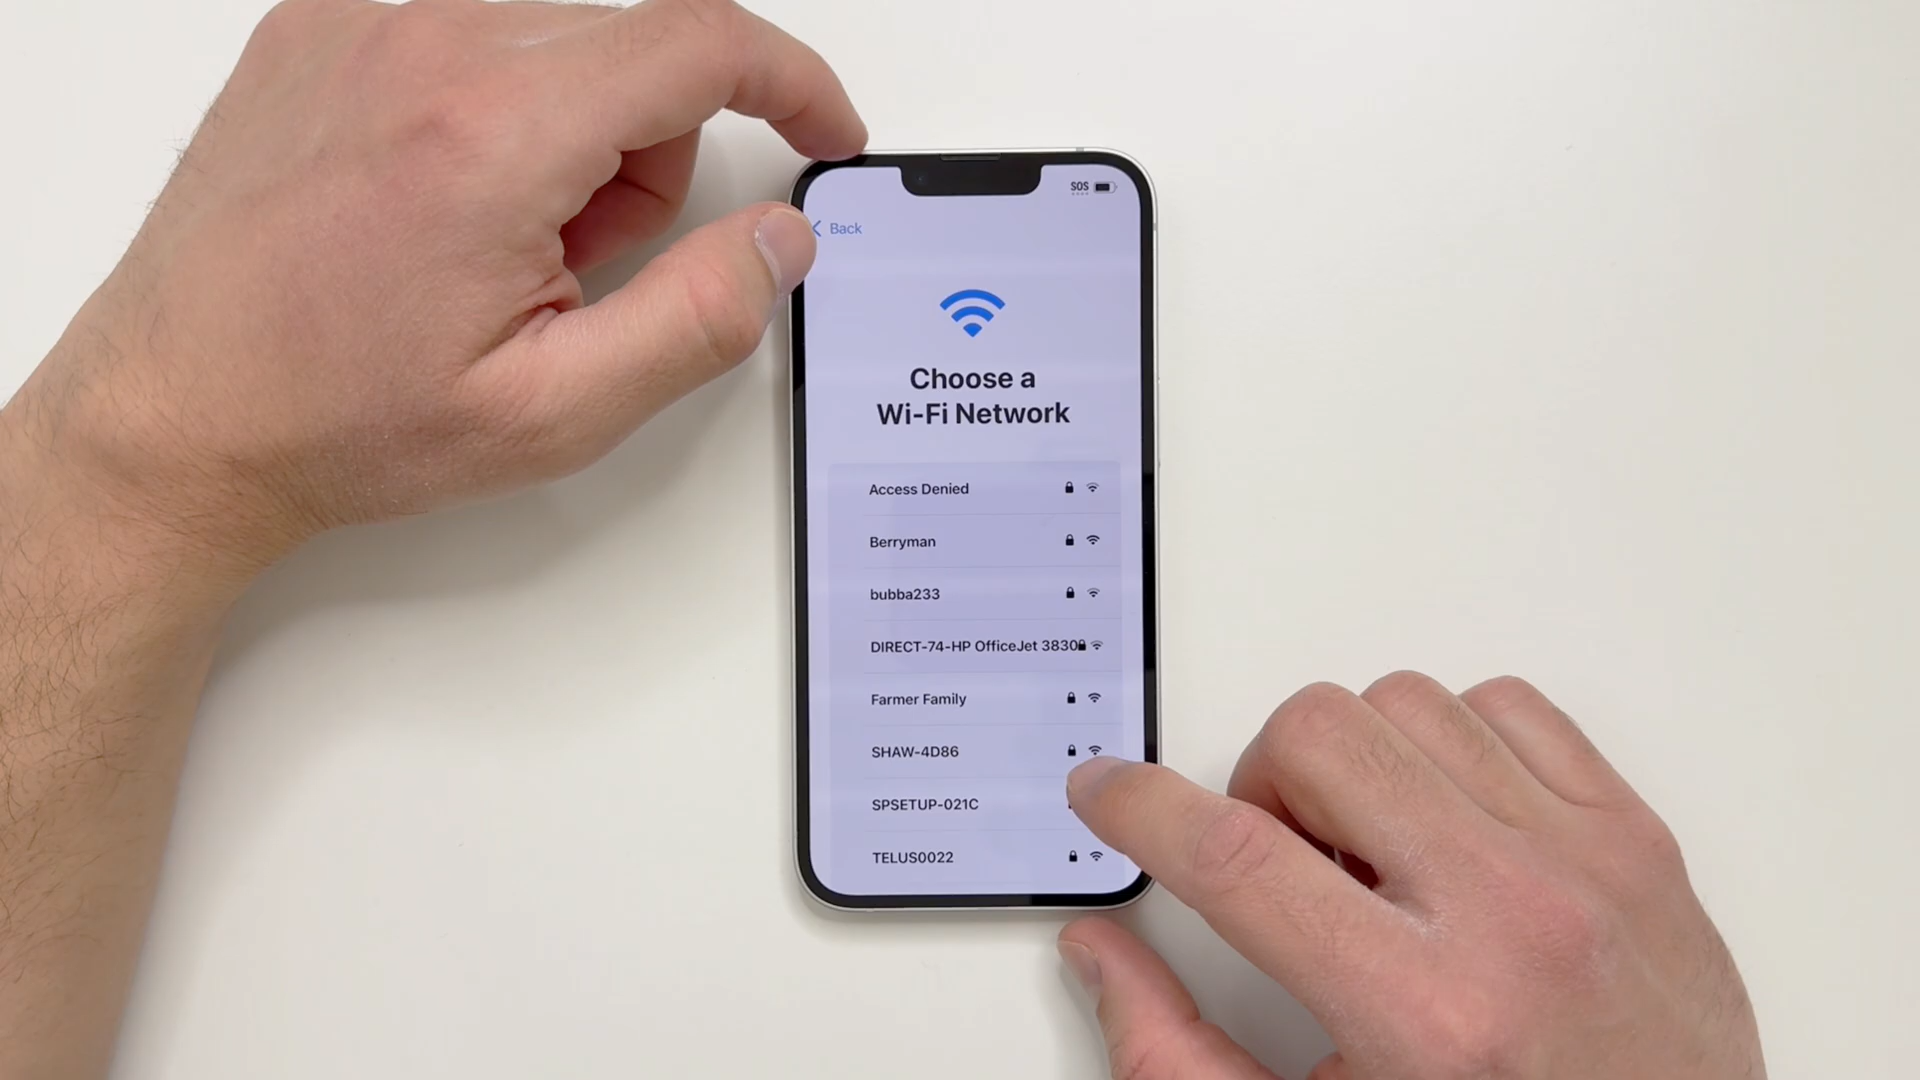 SOS
Back
Choose a
Wi-Fi Network
Access Denied
Berryman
bubba233
DIRECT-74-HP OfficeJet 3830
Farmer Family
SHAW-4D86
SPSETUP-021C
TELUS0022